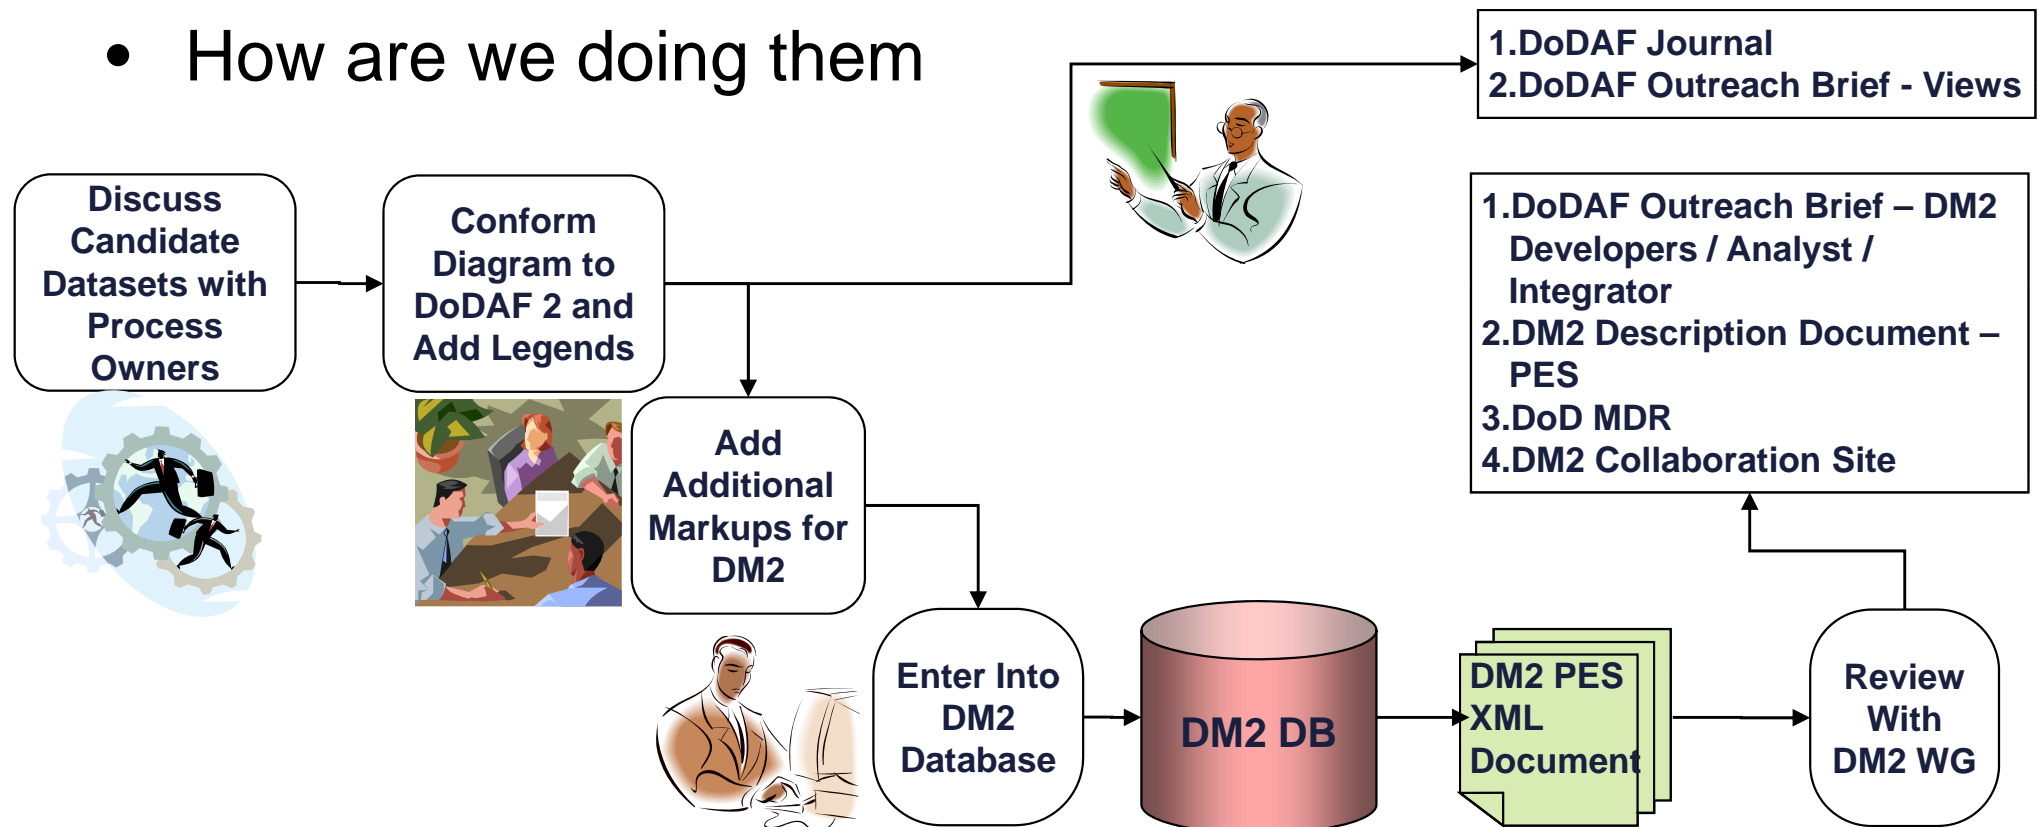 • How are we doing them
1.DoDAF Journal
2.DoDAF Outreach Brief - Views
Discuss
Candidate
Datasets with
Process
Owners
Conform
Diagram to
DoDAF 2 and
Add Legends
1.DoDAF Outreach Brief – DM2
Developers / Analyst /
Integrator
2.DM2 Description Document –
PES
3.DoD MDR
4.DM2 Collaboration Site
Add
Additional
Markups for
DM2
Enter Into
DM2
Database
DM2 DB
DM2 PES
XML
Document
Review
With
DM2 WG